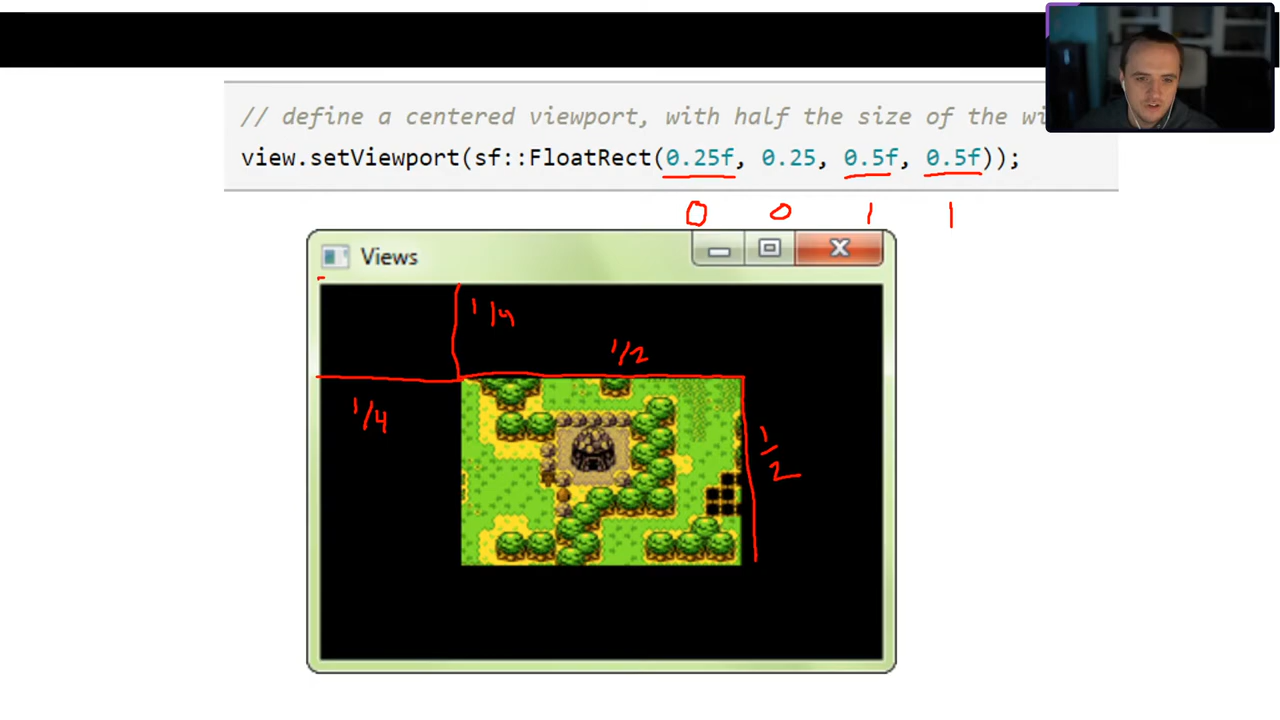 // define a centered viewport, with half the size of the
view.setViewport(sf::FloatRect(0.25f, 0.25, 0.5f, 0.5f));
0 0 1 1
Views
1/4
1/2
1/4
1/2